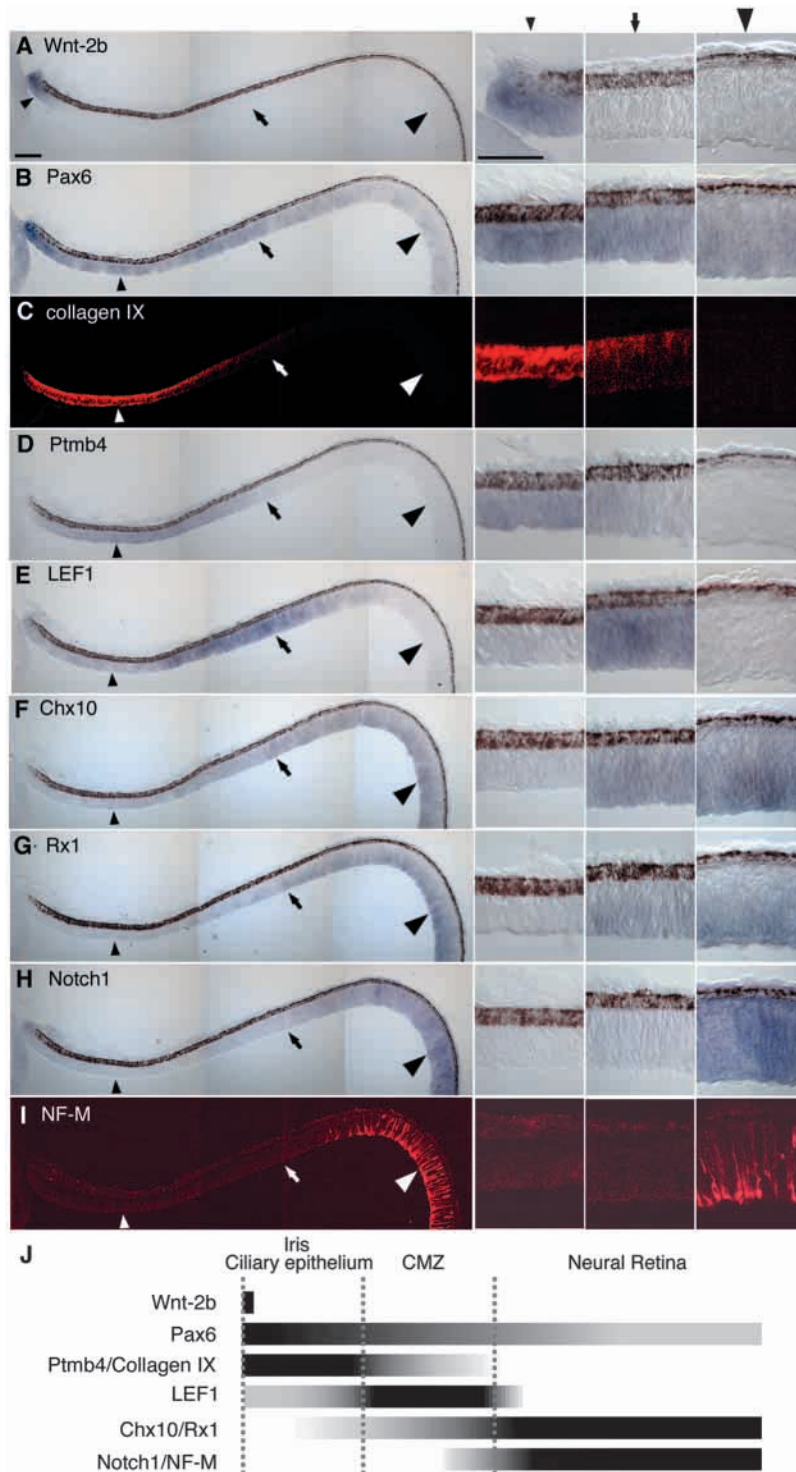 A Wnt-2b
B Pax6
C collagen IX
D Ptmb4
E LEF1
F Chx10
G· Rx1
H Notch1
I NF-M
J
Iris
Ciliary epithelium CMZ Neural Retina
Wnt-2b
Pax6
Ptmb4/Collagen IX
LEF1
Chx10/Rx1
Notch1/NF-M